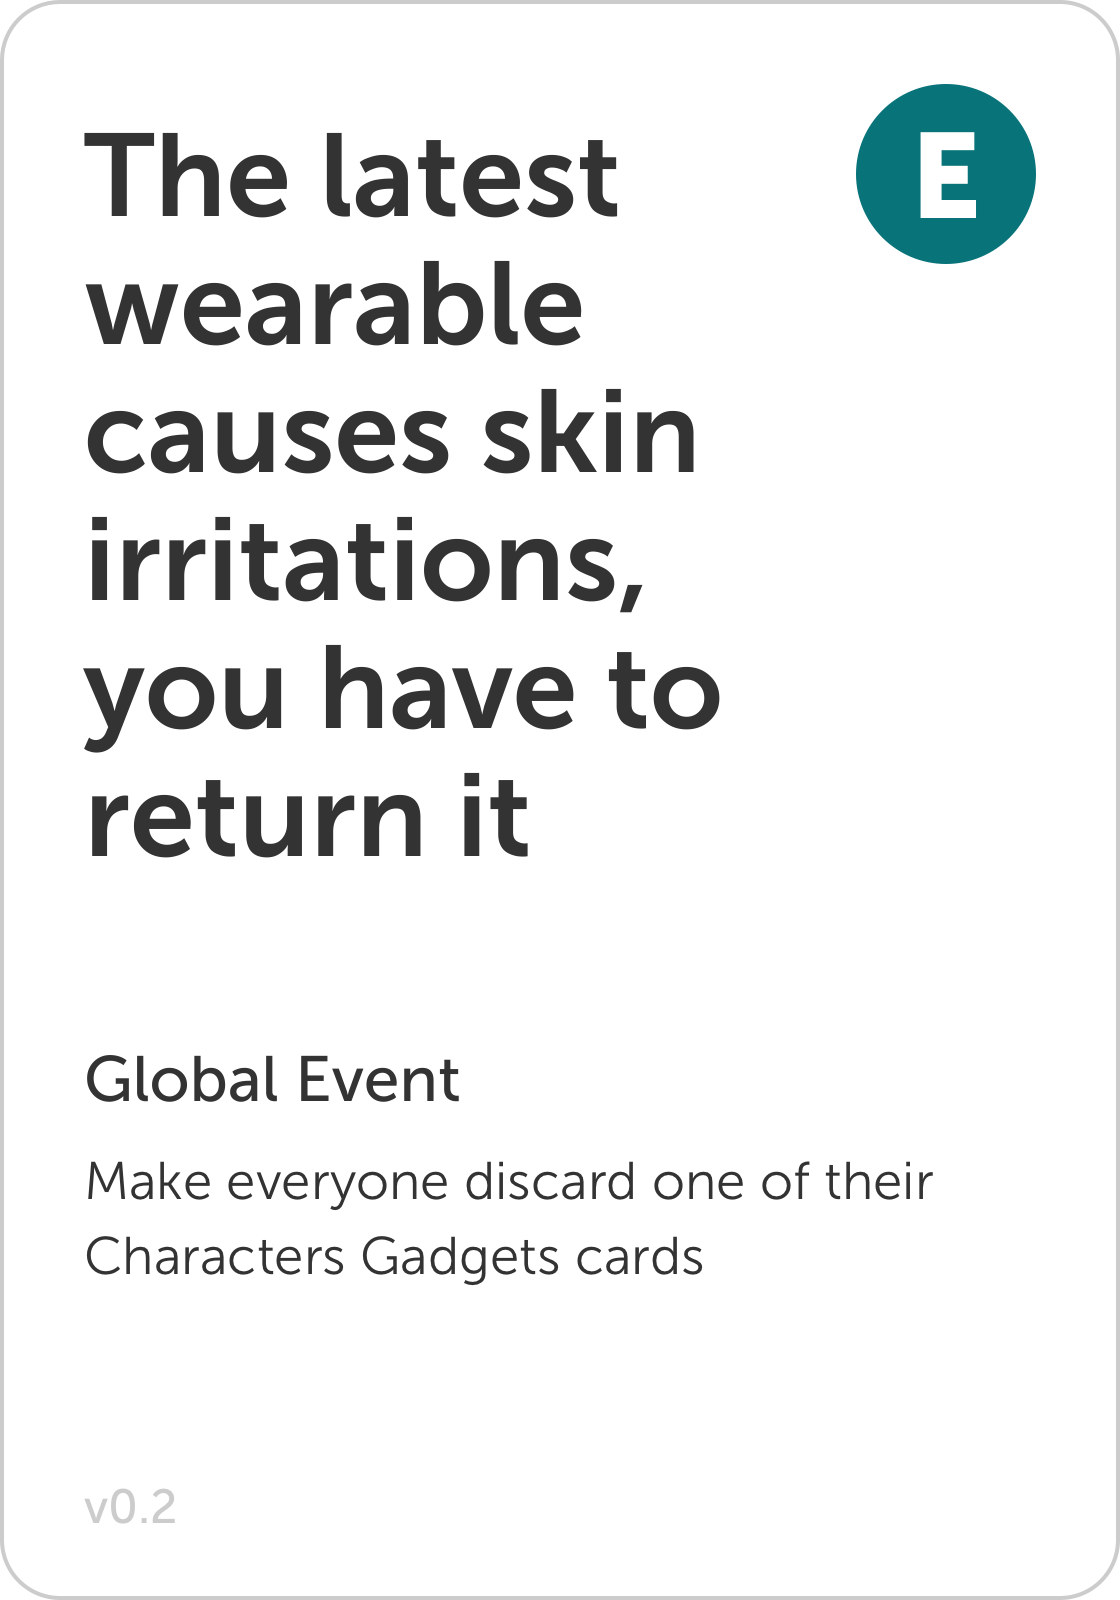 The latest
E
wearable
causes skin
irritations,
you have to
return it
Global Event
Make everyone discard one of their
Characters Gadgets cards
v0.2